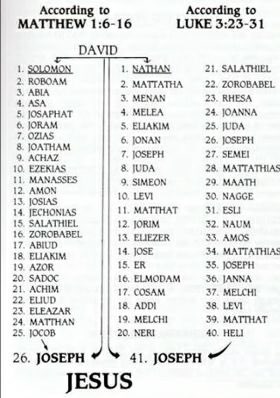 According to
MATTHEW 1:6-16
According to
LUKE 3:23-31
DAVID
1. SOLOMON
2. ROBOAM
3. ABIA
4. ASA
5. JOSAPHAT
6. JORAM
7. OZIAS
8. JOATHAM
9. ACHAZ
10. EZEKIAS
11. MANASSES
12. AMON
13. JOSIAS
14. JECHONIAS
15. SALATHIEL
16. ZOROBABEL
17. ABIUD
18. ELIAKIM
19. AZOR
20. SADOC
21. ACHIM
22. ELIUD
23. ELEAZAR
24. MATTHAN
25. JOCOB
26. JOSEPH
1. NATHAN
2. MATTATHA
3. MENAN
4. MELEA
5. ELIAKIM
6. JONAN
7. JOSEPH
8. JUDA
9. SIMEON
10. LEVI
11. MATTHAT
12. JORIM
13. ELIEZER
14. JOSE
15. ER
16. ELMODAM
17. COSAM
18. ADDI
19. MELCHI
20. NERI
21. SALATHIEL
22. ZOROBABEL
23. RHESA
24. JOANNA
25. JUDA
26. JOSEPH
27. SEMEI
28. MATTATHIAS
29. MAATH
30. NAGGE
31. ESLI
32. NAUM
33. AMOS
34. MATTATHIAS
35. JOSEPH
36. JANNA
37. MELCHI
38. LEVI
39. MATTHAT
40. HELI
41. JOSEPH
JESUS